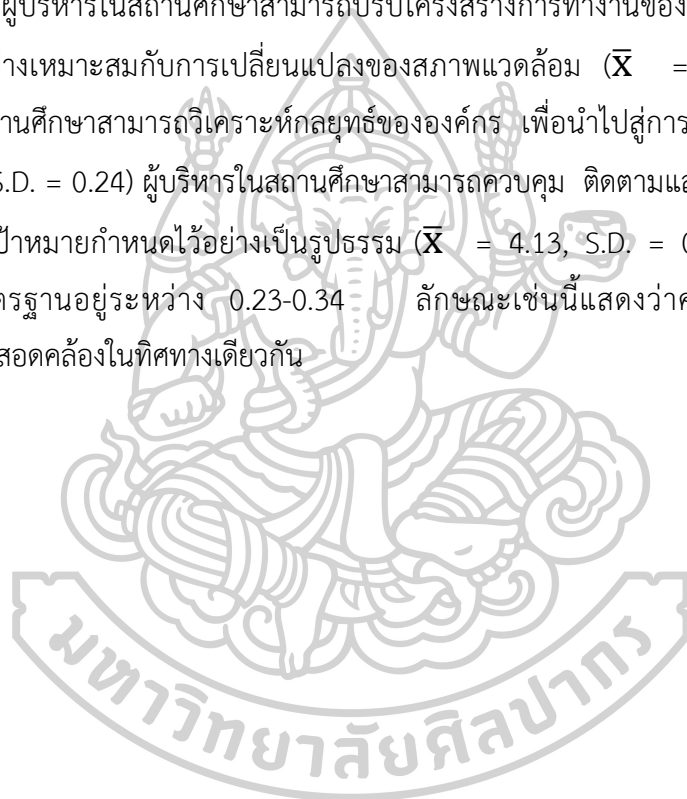 ผู้บริหารในสถานศึกษาสามารถปรับโครงสร้างการทำงานของ
างเหมาะสมกับการเปลี่ยนแปลงของสภาพแวดล้อม (X̅ =
านศึกษาสามารถวิเคราะห์กลยุทธ์ขององค์กร เพื่อนำไปสู่การ
S.D. = 0.24) ผู้บริหารในสถานศึกษาสามารถควบคุม ติดตามแล
ป้าหมายกำหนดไว้อย่างเป็นรูปธรรม (X̅ = 4.13, S.D. =
ตรฐานอยู่ระหว่าง 0.23-0.34 ลักษณะเช่นนี้แสดงว่า
สอดคล้องในทิศทางเดียวกัน
มหาวิทยาลัยศิลปากร